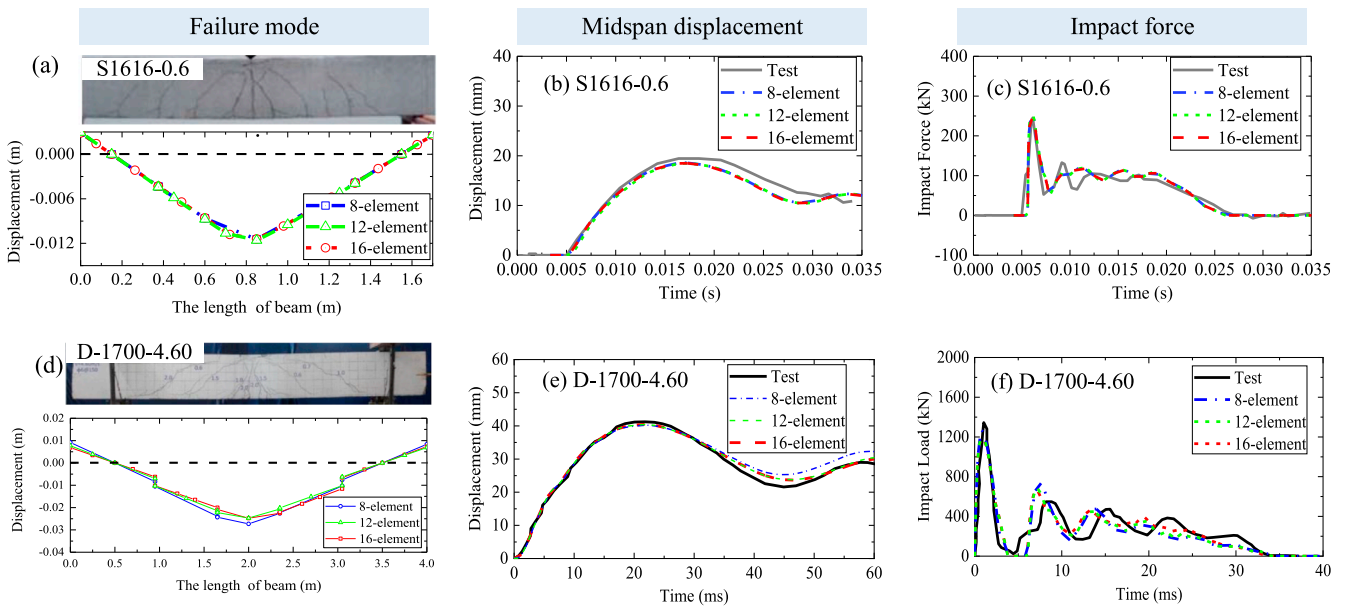 Failure mode
Midspan displacement
Impact force
(a)
S1616-0.6
0.000
-0.006
-0.012
Displacement (m)
8-element
12-element
16-element
0.0 0.2 0.4 0.6 0.8 1.0 1.2 1.4 1.6
The length of beam (m)
(b) S1616-0.6
Test
8-element
12-element
16-elememt
40
30
20
10
0
Displacement (mm)
0.000 0.005 0.010 0.015 0.020 0.025 0.030 0.035
Time (s)
(c) S1616-0.6
Test
8-element
12-element
16-element
400
300
200
100
0
-100
Impact Force (kN)
0.000 0.005 0.010 0.015 0.020 0.025 0.030 0.035
Time (s)
(d)
D-1700-4.60
0.02
0.01
0.00
-0.01
-0.02
-0.03
-0.04
Displacement (m)
8-element
12-element
16-element
0.0 0.5 1.0 1.5 2.0 2.5 3.0 3.5 4.0
The length of beam (m)
(e) D-1700-4.60
Test
8-element
12-element
16-element
60
50
40
30
20
10
0
Displacement (mm)
0 10 20 30 40 50 60
Time (ms)
(f) D-1700-4.60
Test
8-element
12-element
16-element
2000
1600
1200
800
400
0
Impact Load (kN)
0 10 20 30 40
Time (ms)